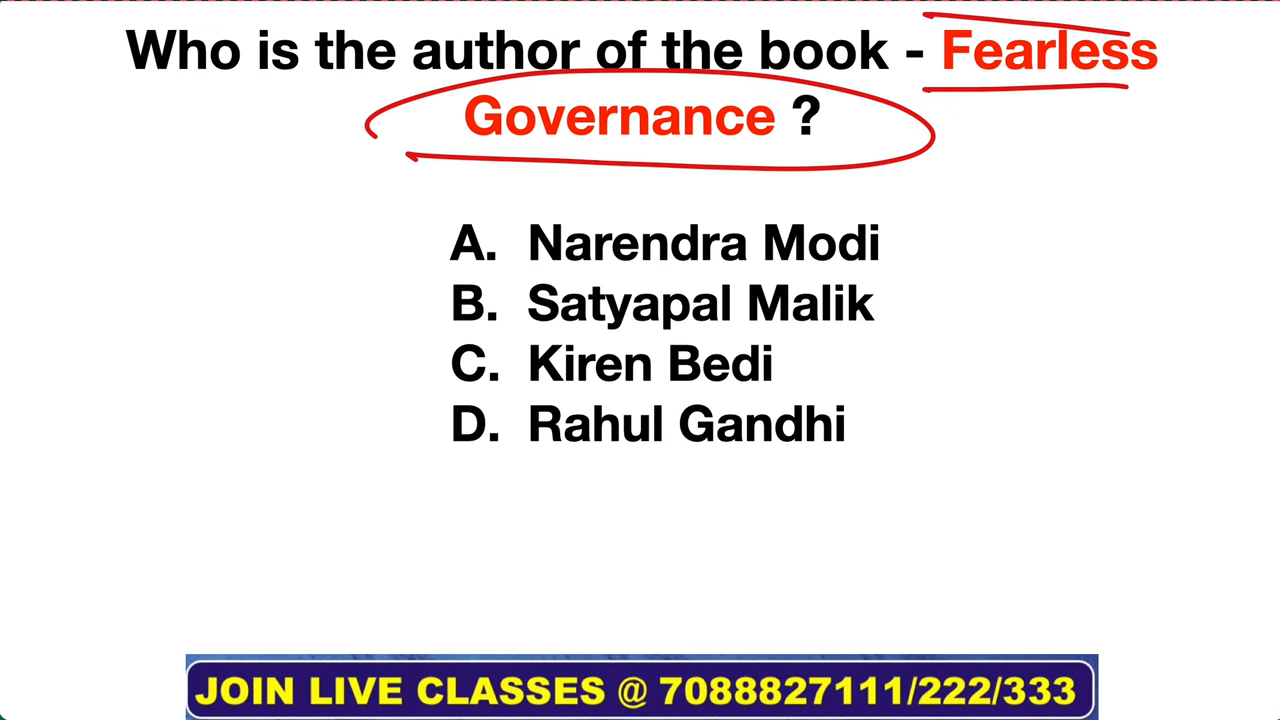 Who is the author of the book - Fearless
Governance ?
A. Narendra Modi
B. Satyapal Malik
C. Kiren Bedi
D. Rahul Gandhi
JOIN LIVE CLASSES @ 7088827111/222/333